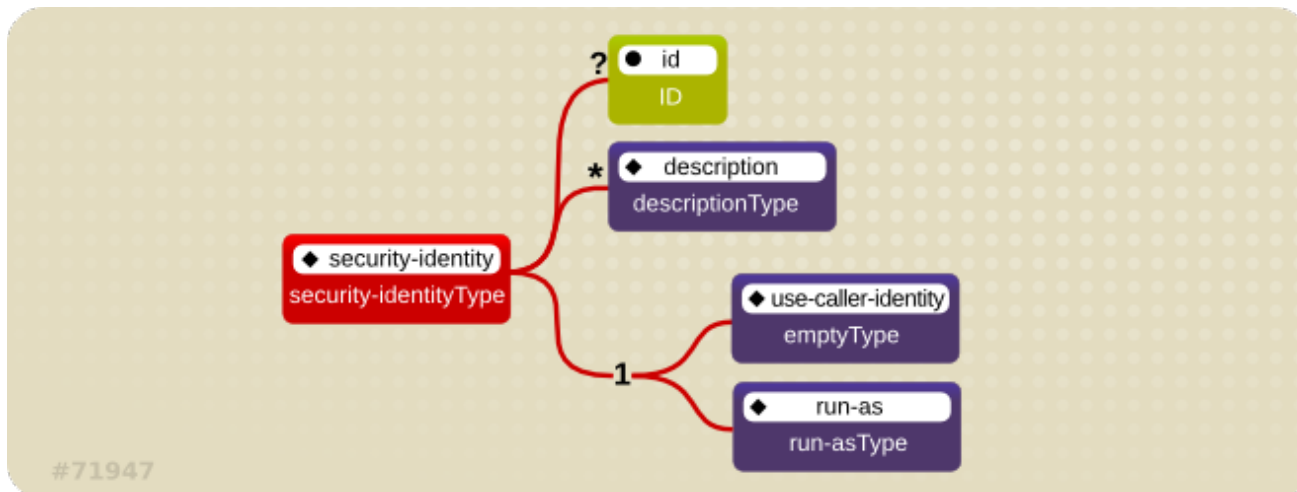 ?
id
ID
*
description
descriptionType
security-identity
security-identityType
use-caller-identity
emptyType
1
run-as
run-asType
#71947